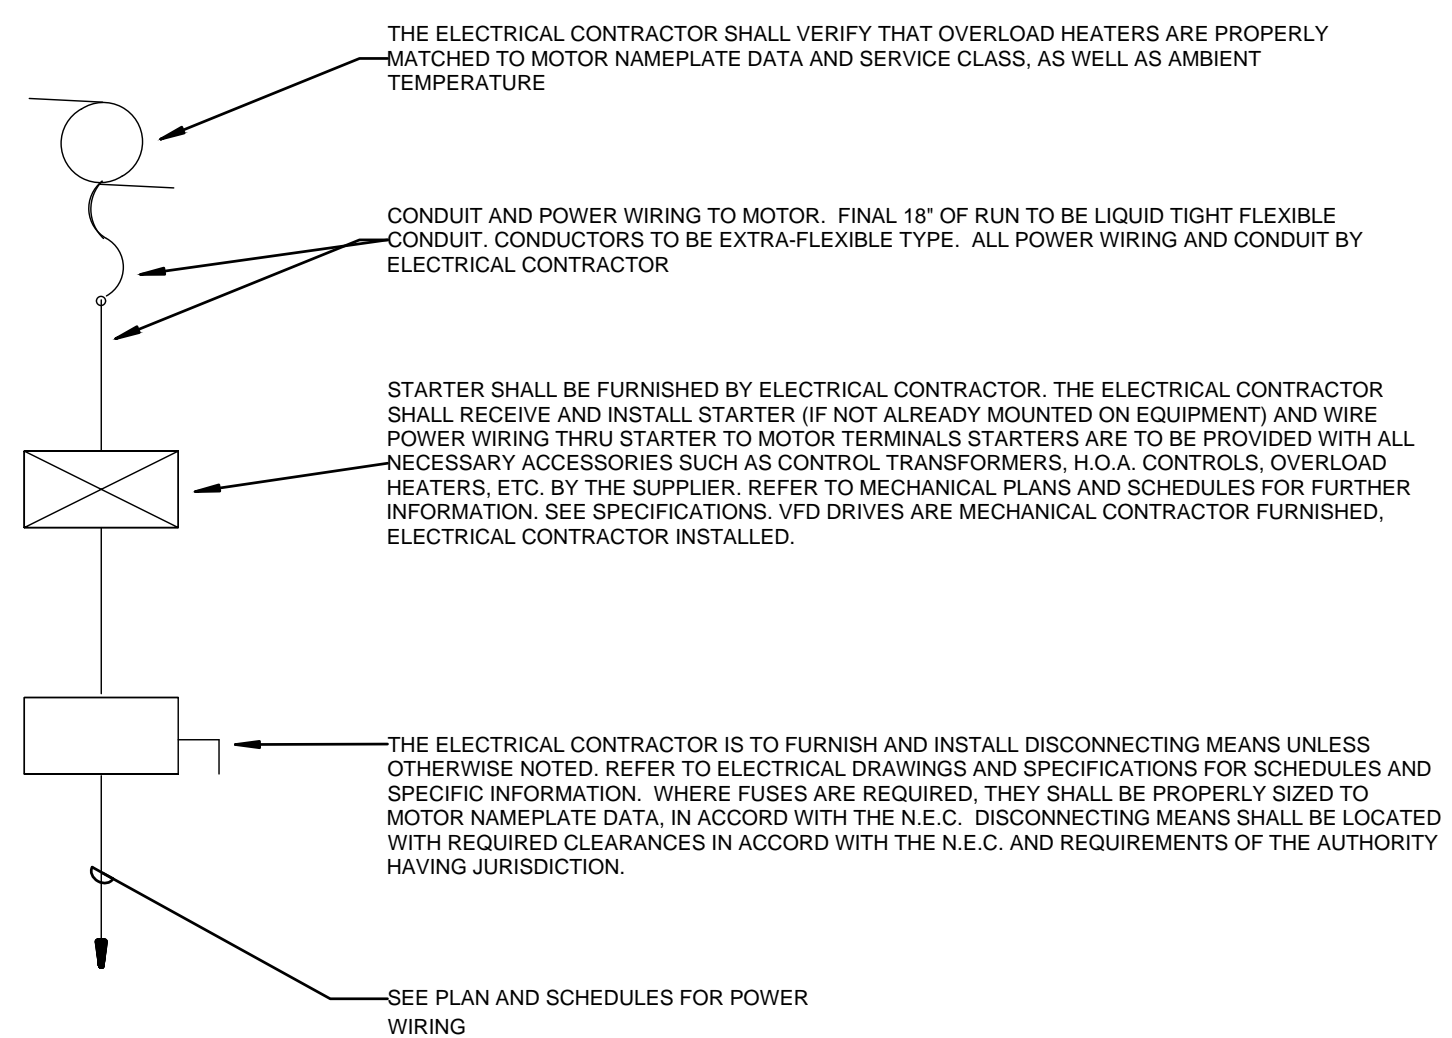 THE ELECTRICAL CONTRACTOR SHALL VERIFY THAT OVERLOAD HEATERS ARE PROPERLY
MATCHED TO MOTOR NAMEPLATE DATA AND SERVICE CLASS, AS WELL AS AMBIENT
TEMPERATURE
CONDUIT AND POWER WIRING TO MOTOR.  FINAL 18" OF RUN TO BE LIQUID TIGHT FLEXIBLE
CONDUIT. CONDUCTORS TO BE EXTRA-FLEXIBLE TYPE.  ALL POWER WIRING AND CONDUIT BY
ELECTRICAL CONTRACTOR
STARTER SHALL BE FURNISHED BY ELECTRICAL CONTRACTOR. THE ELECTRICAL CONTRACTOR
SHALL RECEIVE AND INSTALL STARTER (IF NOT ALREADY MOUNTED ON EQUIPMENT) AND WIRE
POWER WIRING THRU STARTER TO MOTOR TERMINALS STARTERS ARE TO BE PROVIDED WITH ALL
NECESSARY ACCESSORIES SUCH AS CONTROL TRANSFORMERS, H.O.A. CONTROLS, OVERLOAD
HEATERS, ETC. BY THE SUPPLIER. REFER TO MECHANICAL PLANS AND SCHEDULES FOR FURTHER
INFORMATION. SEE SPECIFICATIONS. VFD DRIVES ARE MECHANICAL CONTRACTOR FURNISHED,
ELECTRICAL CONTRACTOR INSTALLED.
THE ELECTRICAL CONTRACTOR IS TO FURNISH AND INSTALL DISCONNECTING MEANS UNLESS
OTHERWISE NOTED. REFER TO ELECTRICAL DRAWINGS AND SPECIFICATIONS FOR SCHEDULES AND
SPECIFIC INFORMATION.  WHERE FUSES ARE REQUIRED, THEY SHALL BE PROPERLY SIZED TO
MOTOR NAMEPLATE DATA, IN ACCORD WITH THE N.E.C.  DISCONNECTING MEANS SHALL BE LOCATED
WITH REQUIRED CLEARANCES IN ACCORD WITH THE N.E.C. AND REQUIREMENTS OF THE AUTHORITY
HAVING JURISDICTION.
SEE PLAN AND SCHEDULES FOR POWER
WIRING